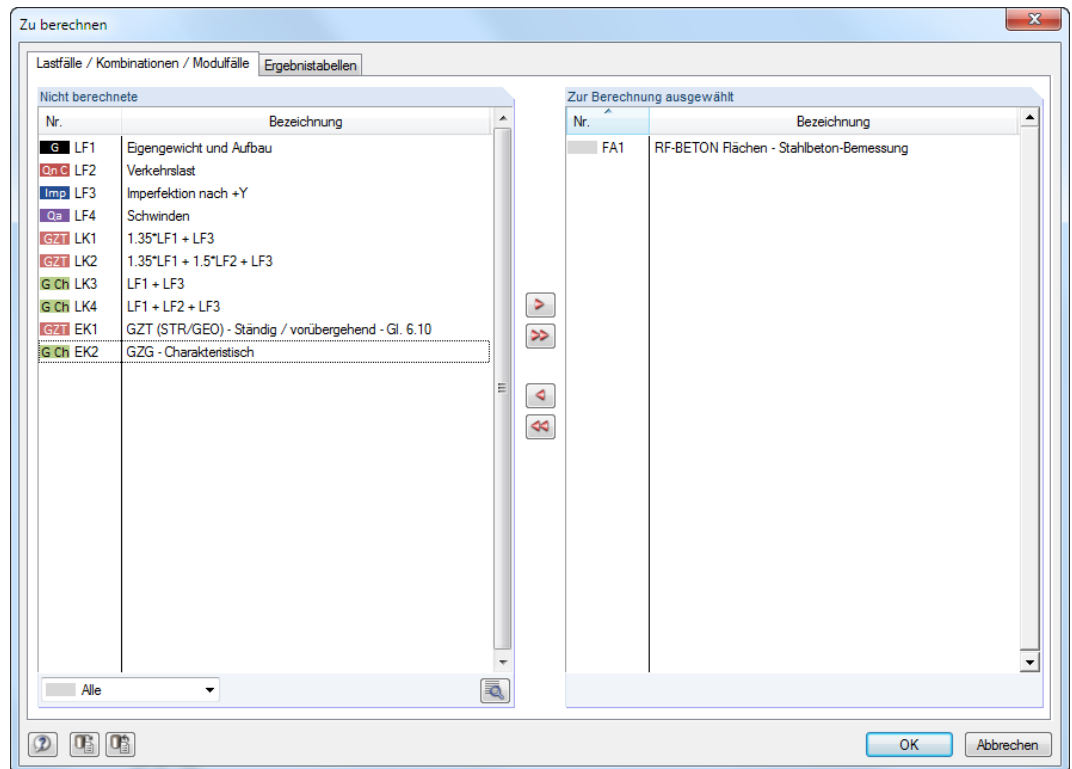 Zu berechnen
Lastfälle / Kombinationen / Modulfälle Ergebnistabellen
Nicht berechnete
Nr. Bezeichnung
G LF1 Eigengewicht und Aufbau
Qn C LF2 Verkehrslast
Imp LF3 Imperfektion nach +Y
Qa LF4 Schwinden
GZT LK1 1.35*LF1 + LF3
GZT LK2 1.35*LF1 + 1.5*LF2 + LF3
G Ch LK3 LF1 + LF3
G Ch LK4 LF1 + LF2 + LF3
GZT EK1 GZT (STR/GEO) - Ständig / vorübergehend - Gl. 6.10
G Ch EK2 GZG - Charakteristisch
Alle
> 
>>
<
<<
Zur Berechnung ausgewählt
Nr. Bezeichnung
FA1 RF-BETON Flächen - Stahlbeton-Bemessung
OK Abbrechen